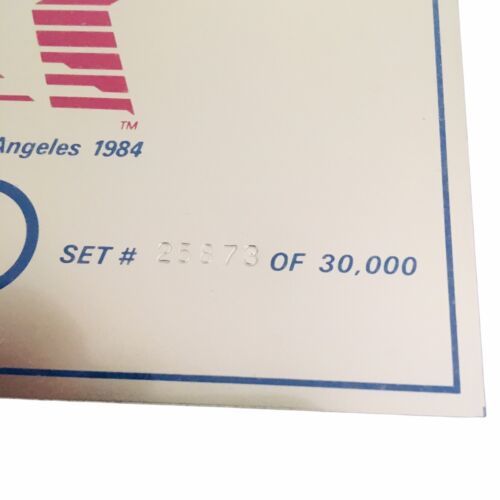 ™
Angeles 1984
SET # 25873 OF 30,000